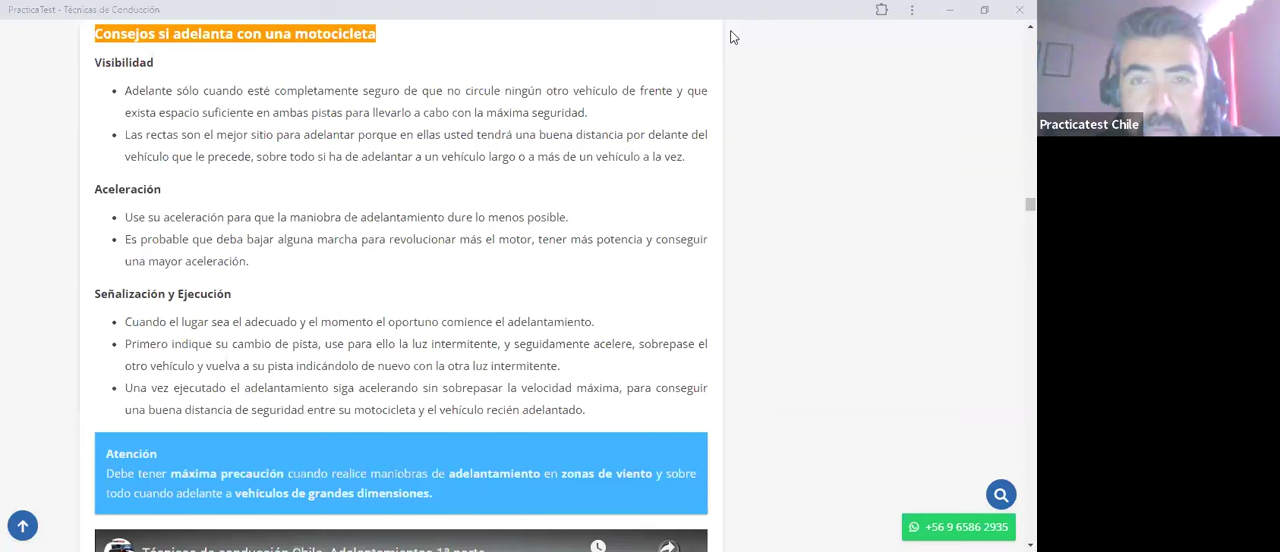 PracticaTest - Técnicas de Conducción
Consejos si adelanta con una motocicleta
Visibilidad
Adelante sólo cuando esté completamente seguro de que no circule ningún otro vehículo de frente y que
exista espacio suficiente en ambas pistas para llevarlo a cabo con la máxima seguridad.
Las rectas son el mejor sitio para adelantar porque en ellas usted tendrá una buena distancia por delante del
vehículo que le precede, sobre todo si ha de adelantar a un vehículo largo o a más de un vehículo a la vez.
Aceleración
Use su aceleración para que la maniobra de adelantamiento dure lo menos posible.
Es probable que deba bajar alguna marcha para revolucionar más el motor, tener más potencia y conseguir
una mayor aceleración.
Señalización y Ejecución
Cuando el lugar sea el adecuado y el momento el oportuno comience el adelantamiento.
Primero indique su cambio de pista, use para ello la luz intermitente, y seguidamente acelere, sobrepase el
otro vehículo y vuelva a su pista indicándolo de nuevo con la otra luz intermitente.
Una vez ejecutado el adelantamiento siga acelerando sin sobrepasar la velocidad máxima, para conseguir
una buena distancia de seguridad entre su motocicleta y el vehículo recién adelantado.
Atención
Debe tener máxima precaución cuando realice maniobras de adelantamiento en zonas de viento y sobre
todo cuando adelante a vehículos de grandes dimensiones.
Técnicas de conducción Chile. Adelantamientos 1ª parte
+56 9 6586 2935
Practicatest Chile